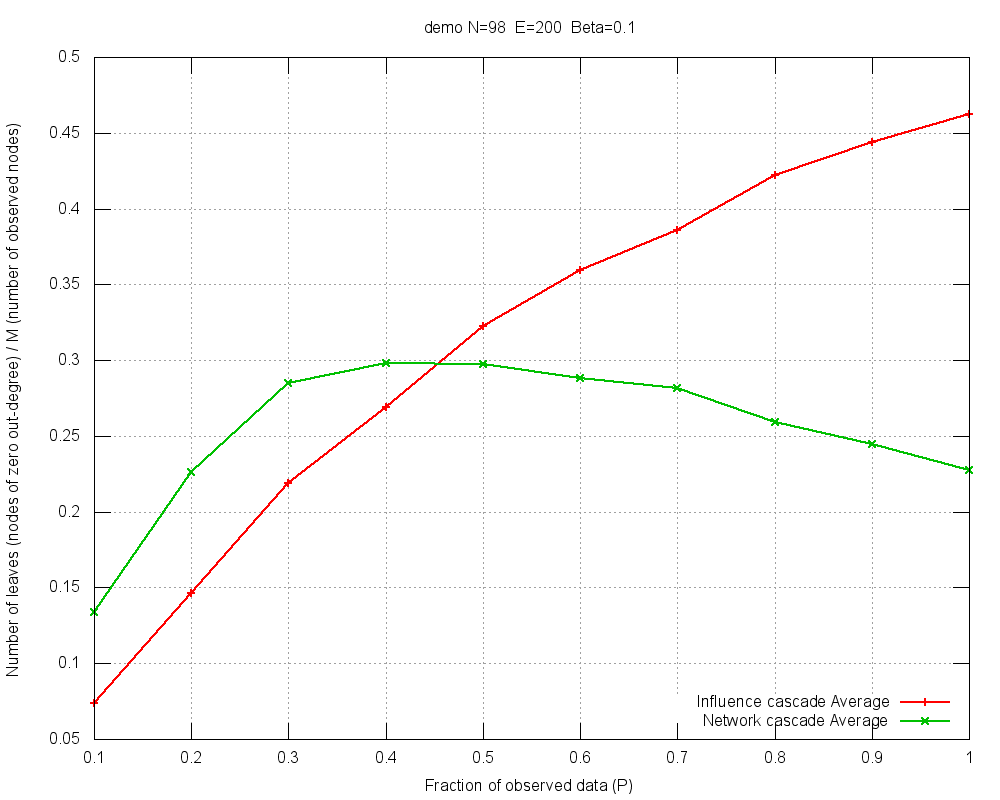 demo N=98 E=200 Beta=0.1
Number of leaves (nodes of zero out-degree) / M (number of observed nodes)
0.5
0.45
0.4
0.35
0.3
0.25
0.2
0.15
0.1
0.05
Influence cascade Average
Network cascade Average
0.1 0.2 0.3 0.4 0.5 0.6 0.7 0.8 0.9 1
Fraction of observed data (P)